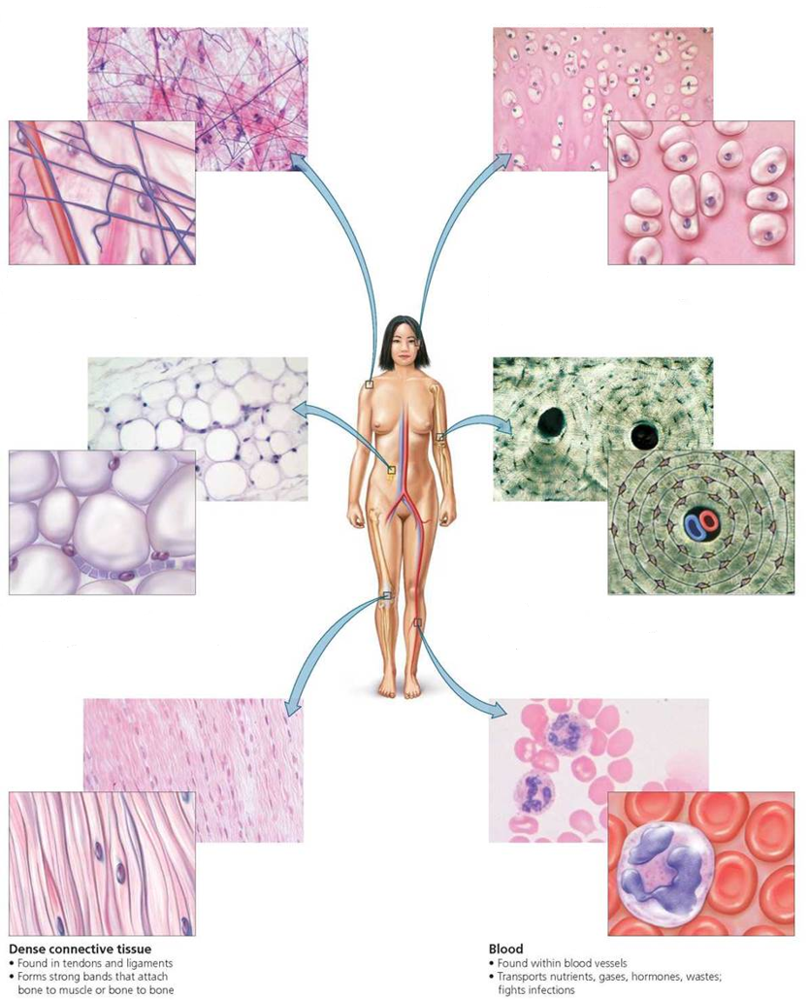 Dense connective tissue
• Found in tendons and ligaments
• Forms strong bands that attach
bone to muscle or bone to bone
Blood
• Found within blood vessels
• Transports nutrients, gases, hormones, wastes;
fights infections